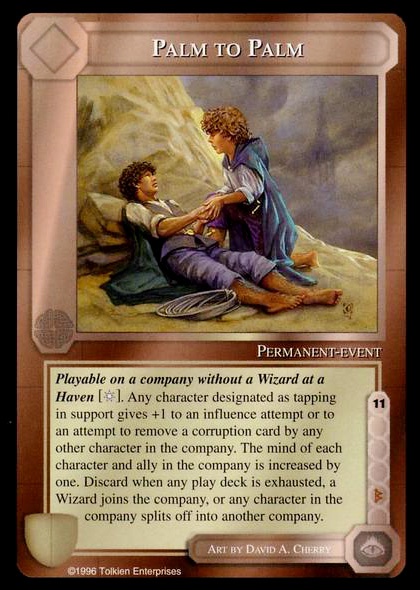 PALM TO PALM
PERMANENT-EVENT
Playable on a company without a Wizard at a
Haven [☼]. Any character designated as tapping
in support gives +1 to an influence attempt or to
an attempt to remove a corruption card by any
other character in the company. The mind of each
character and ally in the company is increased by
one. Discard when any play deck is exhausted, a
Wizard joins the company, or any character in the
company splits off into another company.
11
ART BY DAVID A. CHERRY
©1996 Tolkien Enterprises